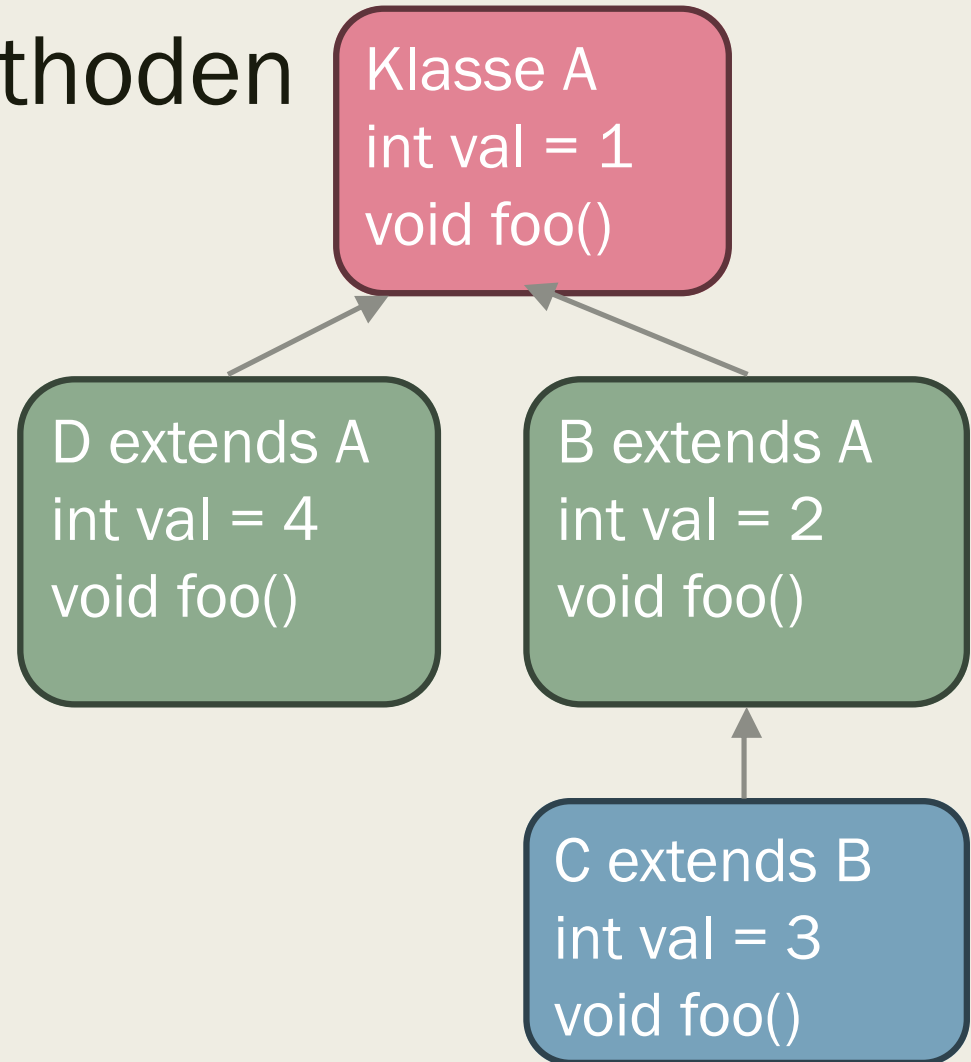 thoden
Klasse A
int val = 1
void foo()
D extends A
int val = 4
void foo()
B extends A
int val = 2
void foo()
C extends B
int val = 3
void foo()